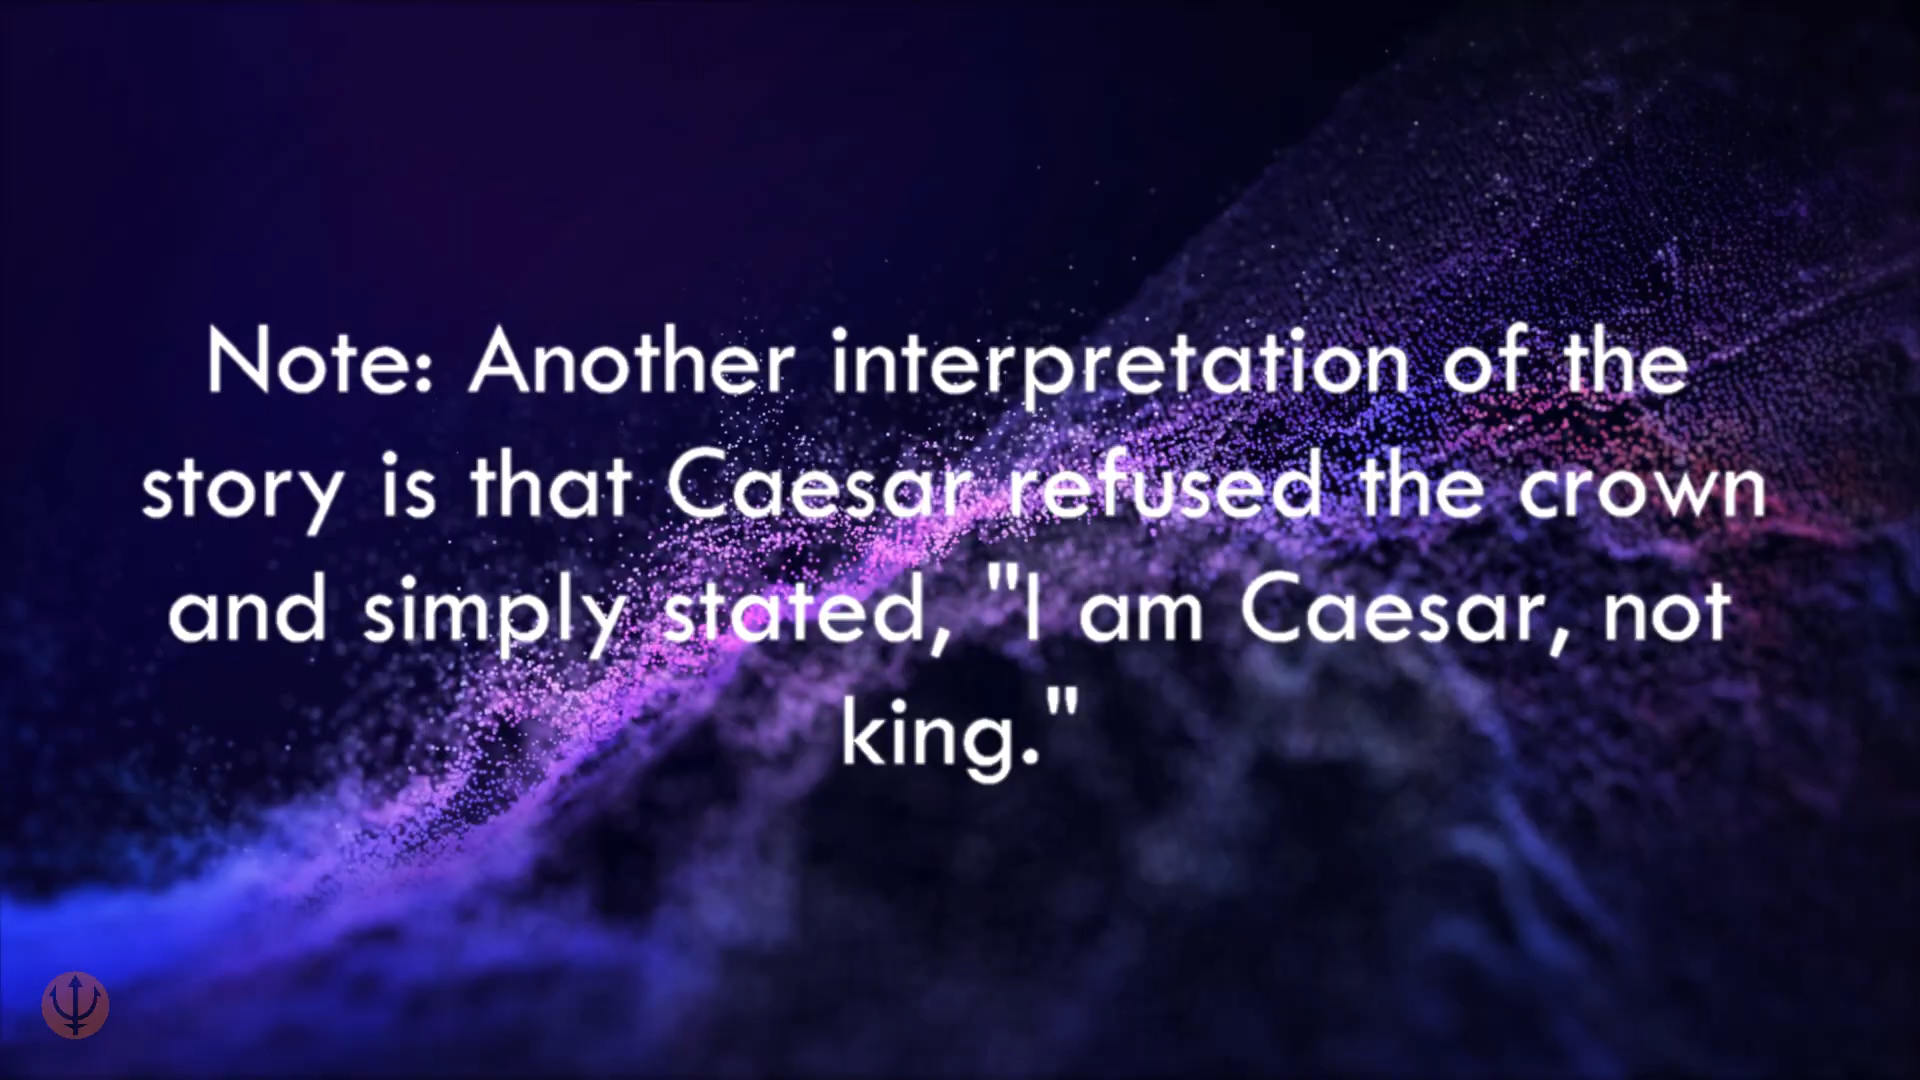 Note: Another interpretation of the
story is that Caesar refused the crown
and simply stated, "I am Caesar, not
king."